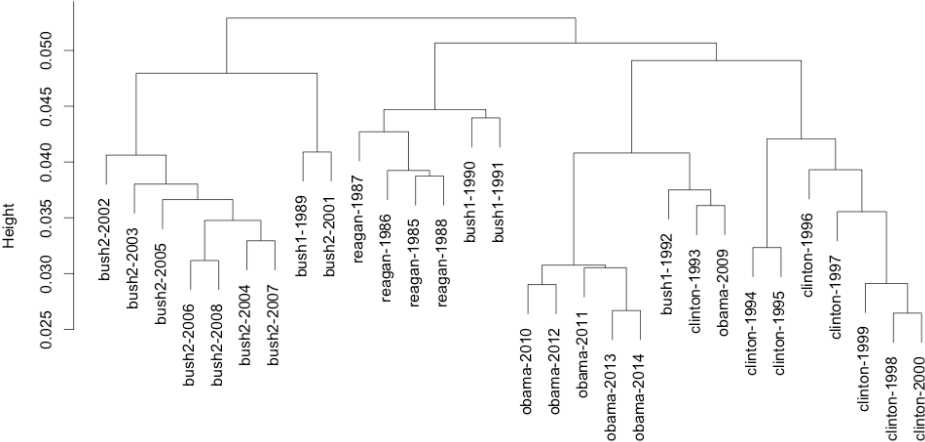 Height
0.050
0.045
0.040
0.035
0.030
0.025
bush2-2002
bush2-2003
bush2-2005
bush2-2006
bush2-2008
bush2-2004
bush2-2007
bush1-1989
bush2-2001
reagan-1987
reagan-1986
reagan-1985
reagan-1988
bush1-1990
bush1-1991
obama-2010
obama-2012
obama-2011
obama-2013
obama-2014
bush1-1992
clinton-1993
obama-2009
clinton-1994
clinton-1995
clinton-1996
clinton-1997
clinton-1999
clinton-1998
clinton-2000